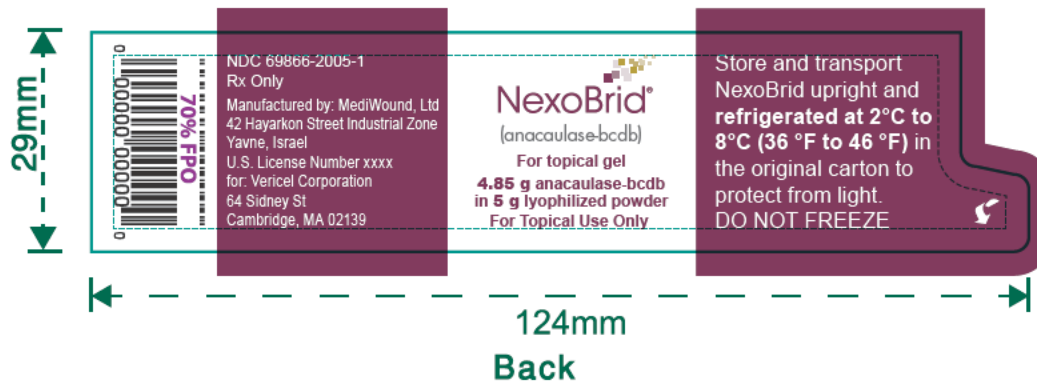 29mm
0
00000
00000
0
70% FPO
NDC 69866-2005-1
Rx Only
Manufactured by: MediWound, Ltd
42 Hayarkon Street Industrial Zone
Yavne, Israel
U.S. License Number xxxx
for: Vericel Corporation
64 Sidney St
Cambridge, MA 02139
NexoBrid®
(anacaulase-bcdb)
For topical gel
4.85 g anacaulase-bcdb
in 5 g lyophilized powder
For Topical Use Only
Store and transport
NexoBrid upright and
refrigerated at 2°C to
8°C (36 °F to 46 °F) in
the original carton to
protect from light.
DO NOT FREEZE
124mm
Back